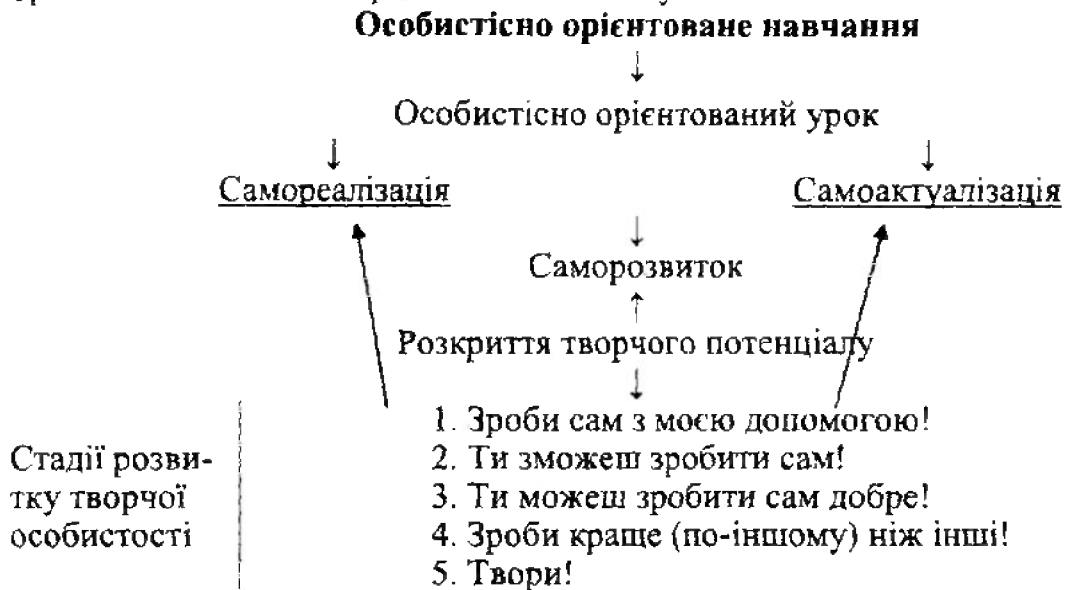 Особистісно орієнтоване навчання
Особистісно орієнтований урок
Самореалізація Самоактуалізація
Саморозвиток
Розкриття творчого потенціалу
1. Зроби сам з моєю допомогою!
Стадії розви- 2. Ти зможеш зробити сам!
тку творчої 3. Ти можеш зробити сам добре!
особистості 4. Зроби краще (по-іншому) ніж інші!
5. Твори!